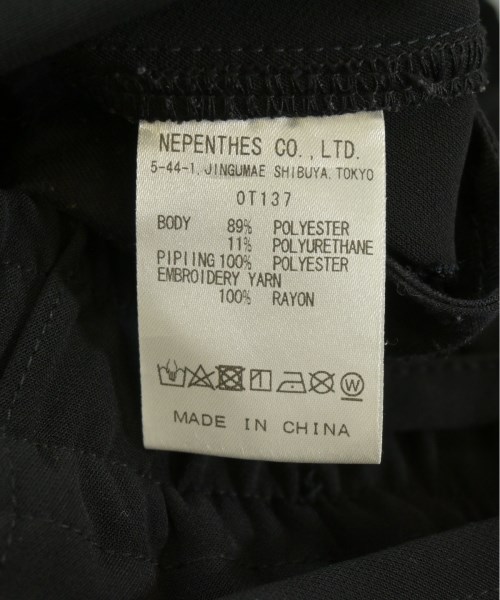 NEPENTHES CO., LTD.
5-44-1, JINGUMAE SHIBUYA, TOKYO
OT137
BODY 89% POLYESTER
11% POLYURETHANE
PIPIING 100% POLYESTER
EMBROIDERY YARN
100% RAYON
W
MADE IN CHINA